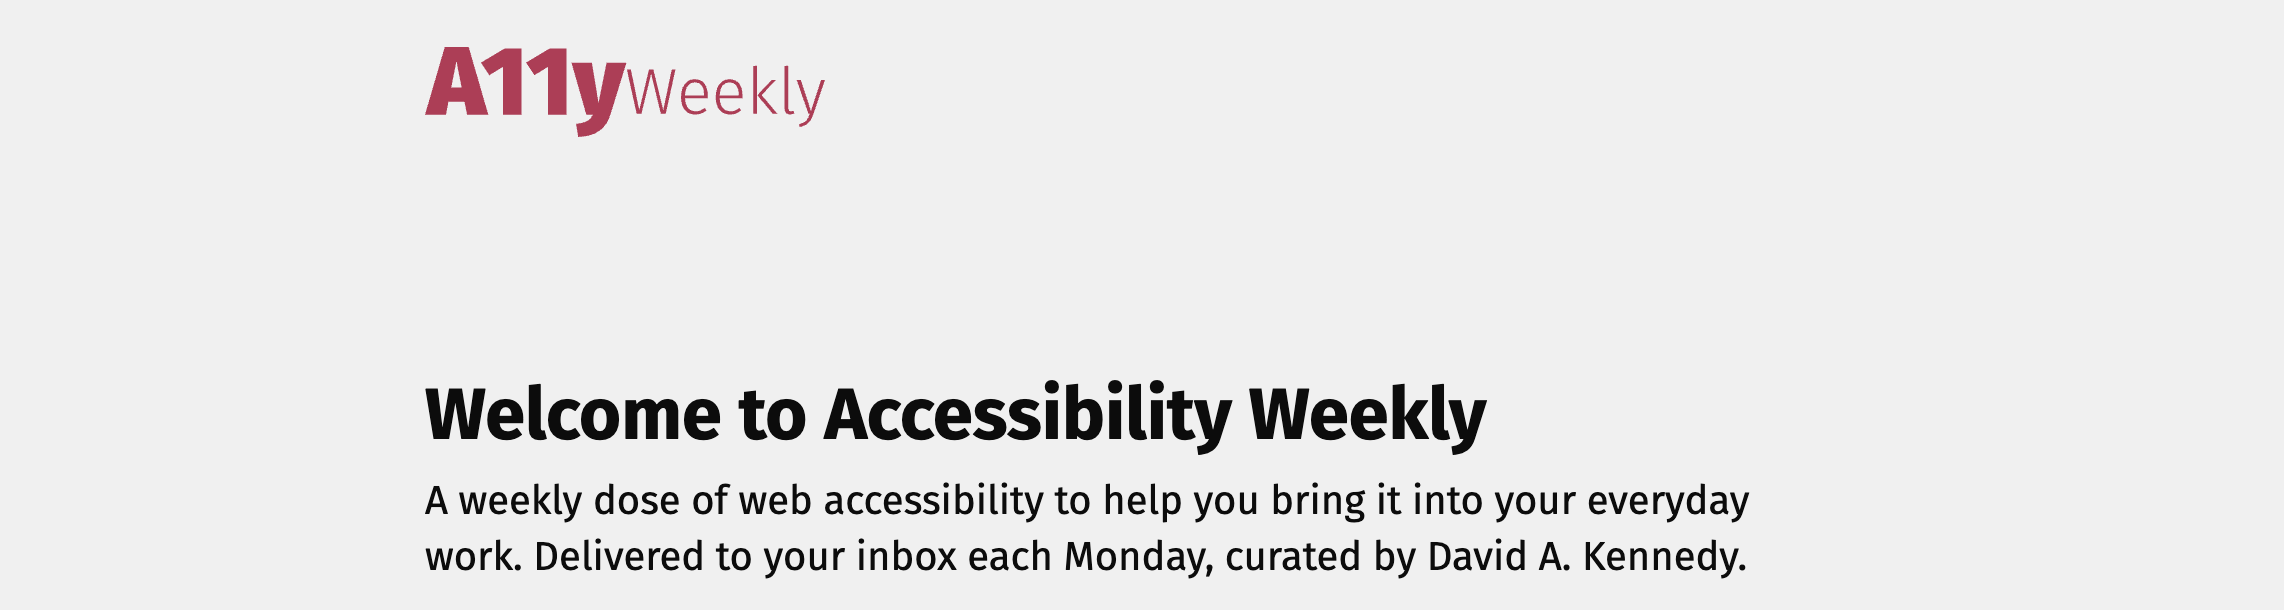 A11yWeekly
Welcome to Accessibility Weekly
A weekly dose of web accessibility to help you bring it into your everyday
work. Delivered to your inbox each Monday, curated by David A. Kennedy.